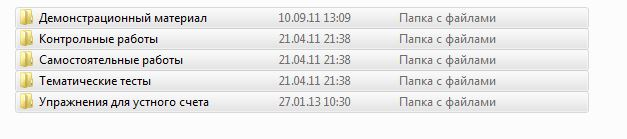 Демонстрационный материал 10.09.11 13:09 Папка с файлами
Контрольные работы 21.04.11 21:38 Папка с файлами
Самостоятельные работы 21.04.11 21:38 Папка с файлами
Тематические тесты 21.04.11 21:38 Папка с файлами
Упражнения для устного счета 27.01.13 10:30 Папка с файлами